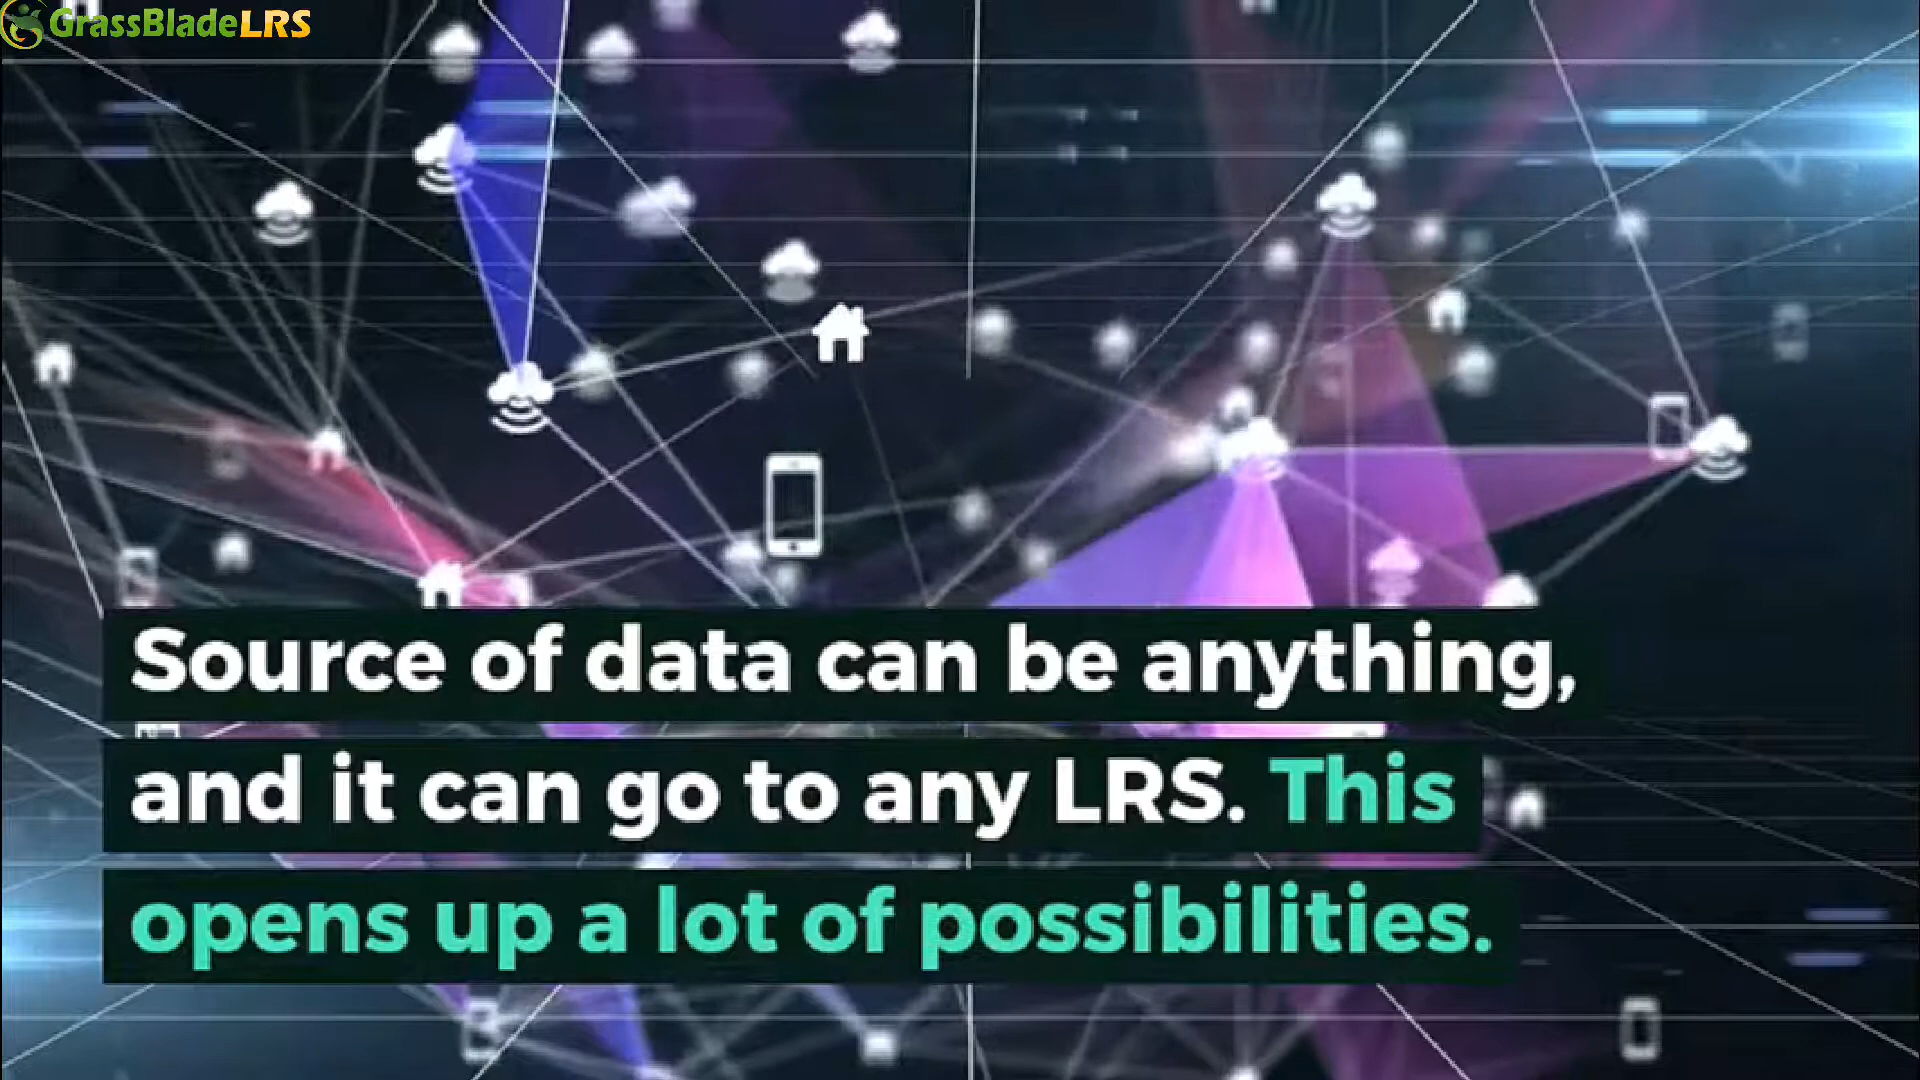 GrassBladeLRS
Source of data can be anything,
and it can go to any LRS. This
opens up a lot of possibilities.